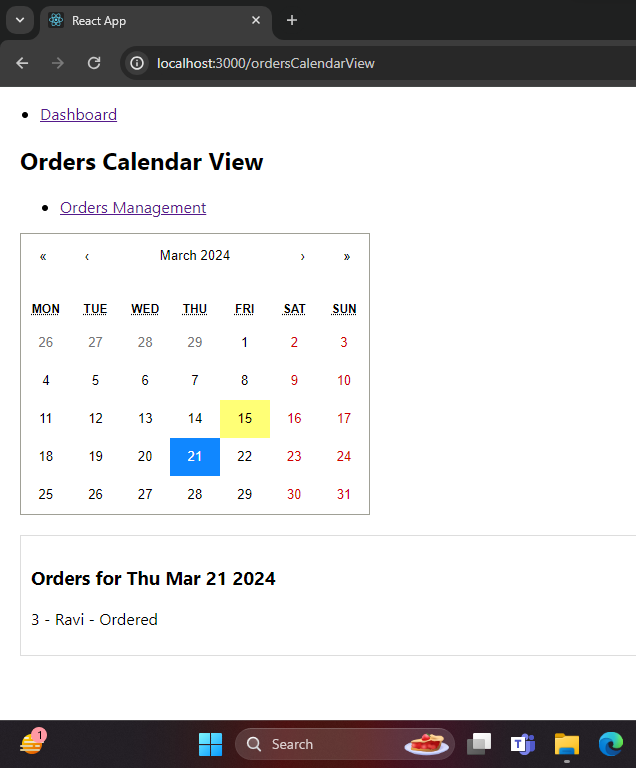 React App
localhost:3000/ordersCalendarView
Dashboard
Orders Calendar View
Orders Management
« ‹ March 2024 › »
MON TUE WED THU FRI SAT SUN
26 27 28 29 1 2 3
4 5 6 7 8 9 10
11 12 13 14 15 16 17
18 19 20 21 22 23 24
25 26 27 28 29 30 31
Orders for Thu Mar 21 2024
3 - Ravi - Ordered
1 Search